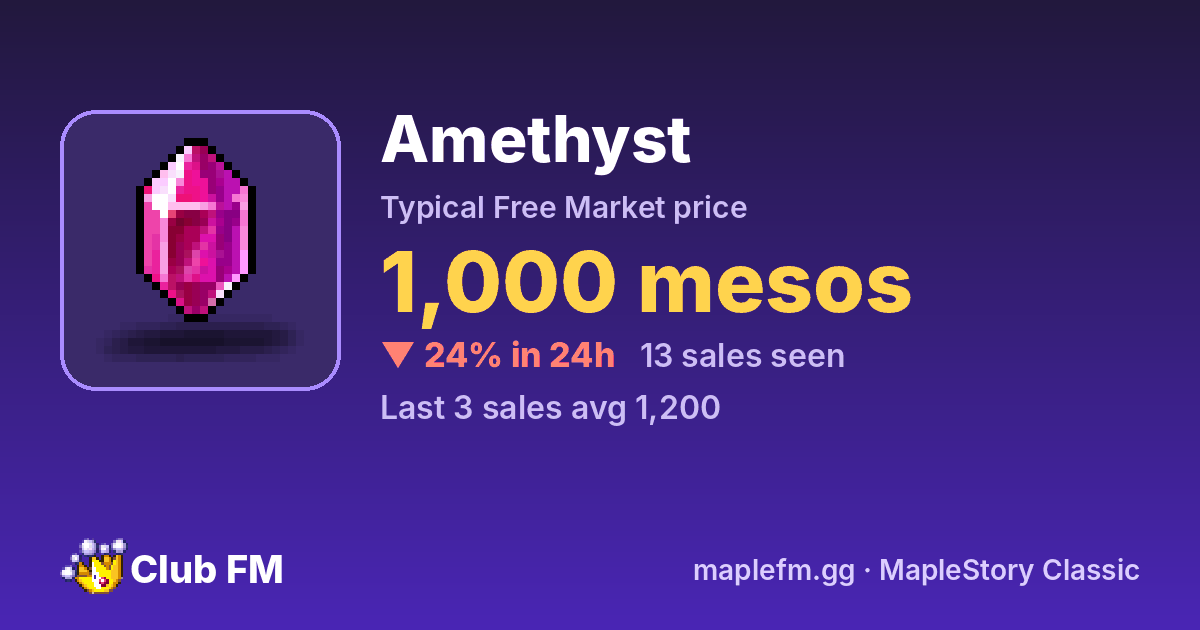 Amethyst
Typical Free Market price
1,000 mesos
▼ 24% in 24h 13 sales seen
Last 3 sales avg 1,200
Club FM
maplefm.gg · MapleStory Classic